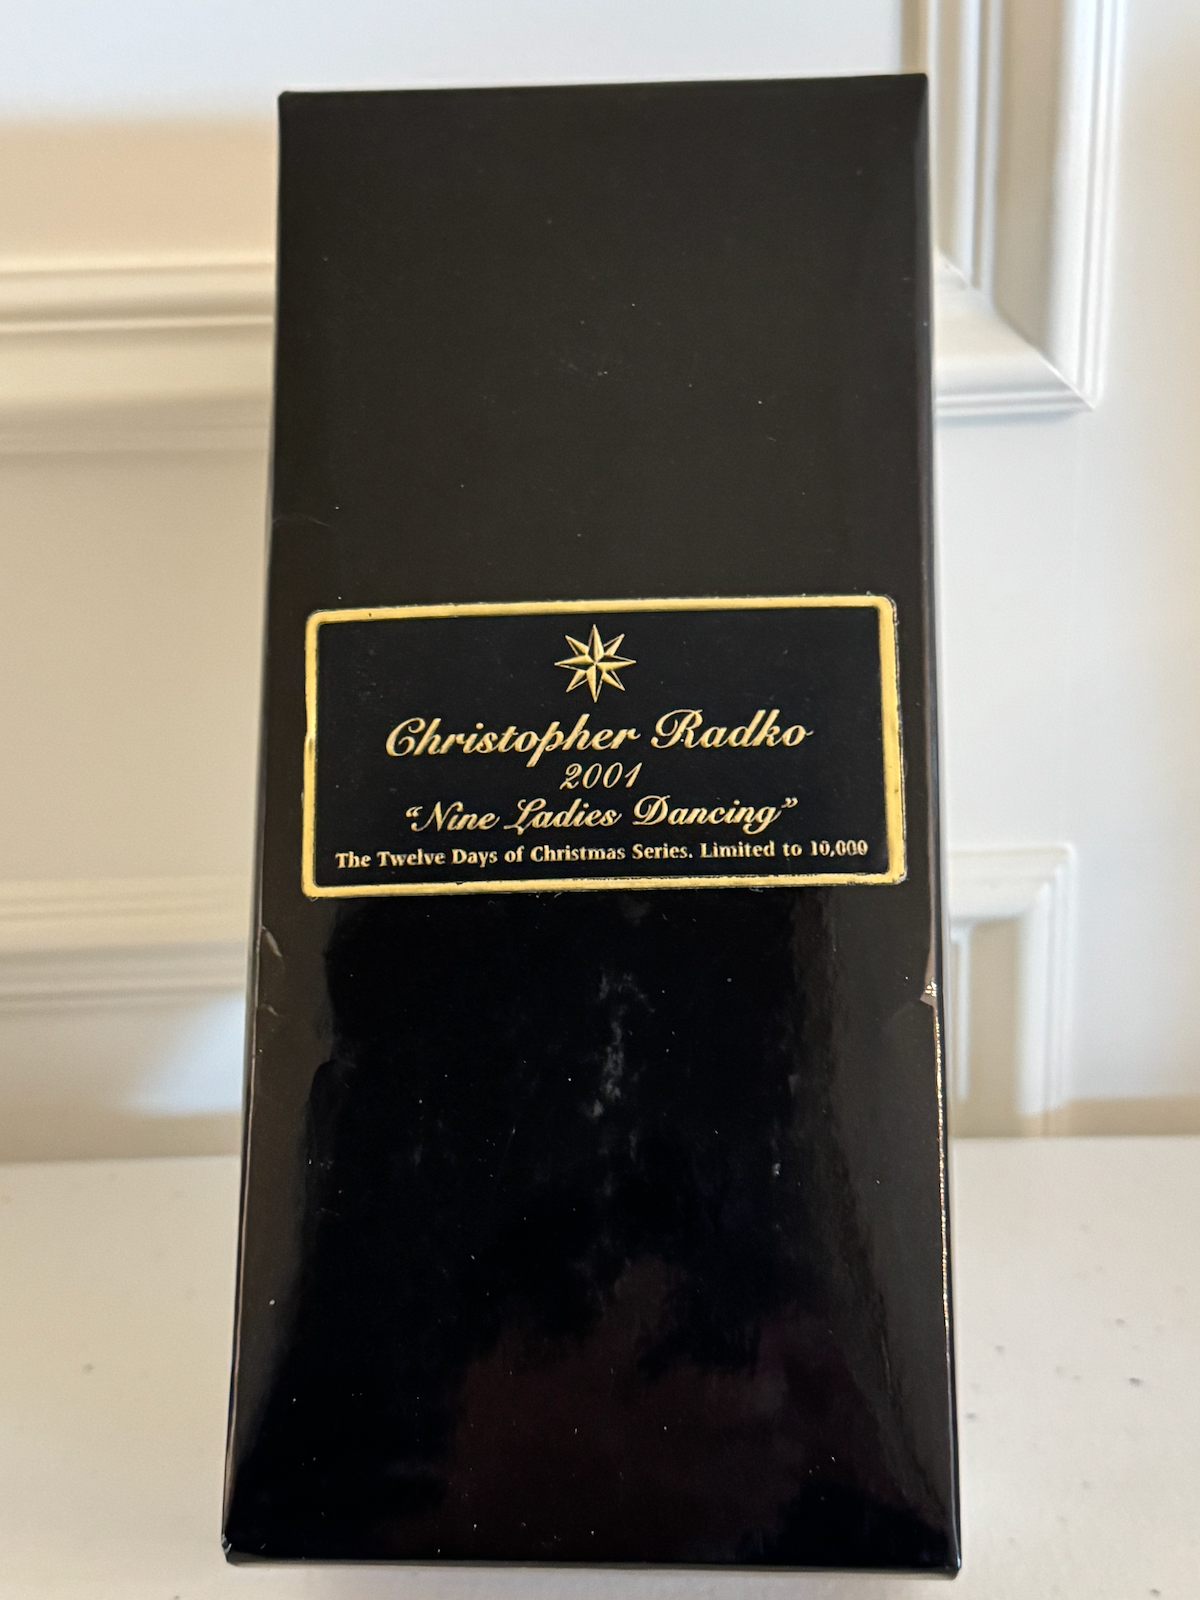 Christopher Radko
2001
"Nine Ladies Dancing"
The Twelve Days of Christmas Series. Limited to 10,000